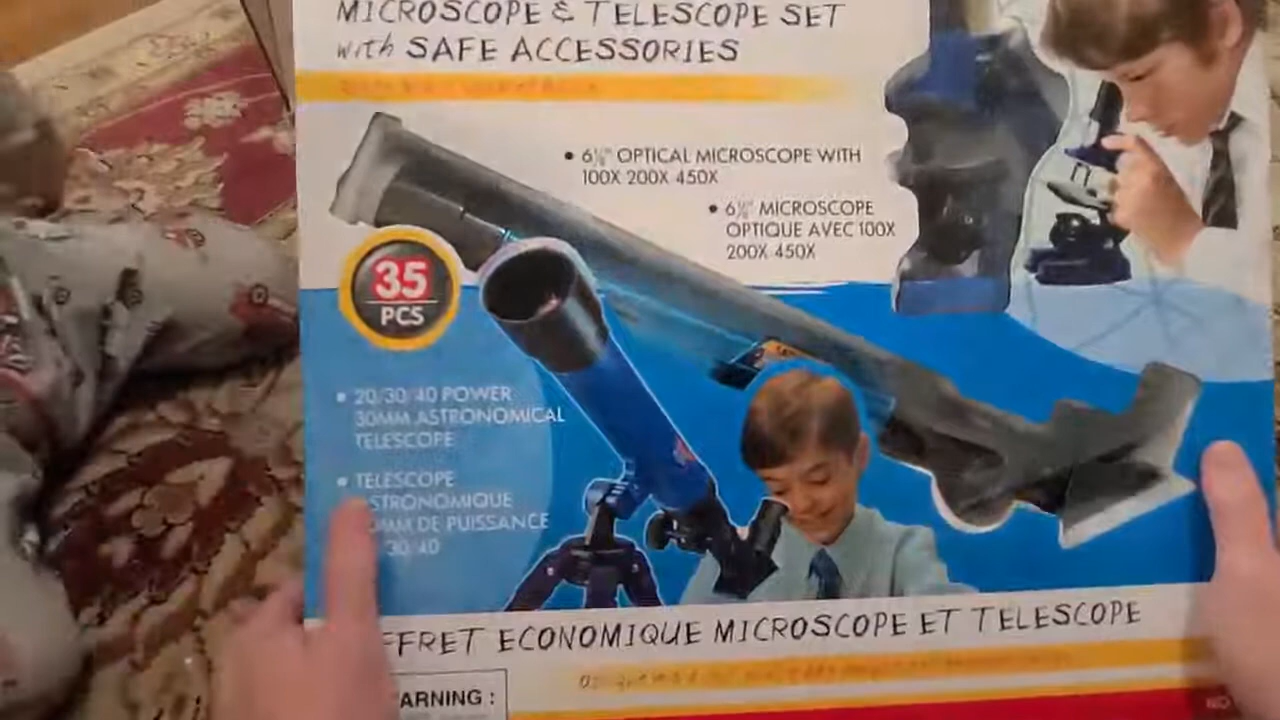 MICROSCOPE & TELESCOPE SET
with SAFE ACCESSORIES
• 6½" OPTICAL MICROSCOPE WITH
100X 200X 450X
• 6½" MICROSCOPE
OPTIQUE AVEC 100X
200X 450X
35
PCS
• 20/30/40 POWER
30MM ASTRONOMICAL
TELESCOPE
• TELESCOPE
STRONOMIQUE
MM DE PUISSANCE
30/40
FFRET ECONOMIQUE MICROSCOPE ET TELESCOPE
ARNING :
NO